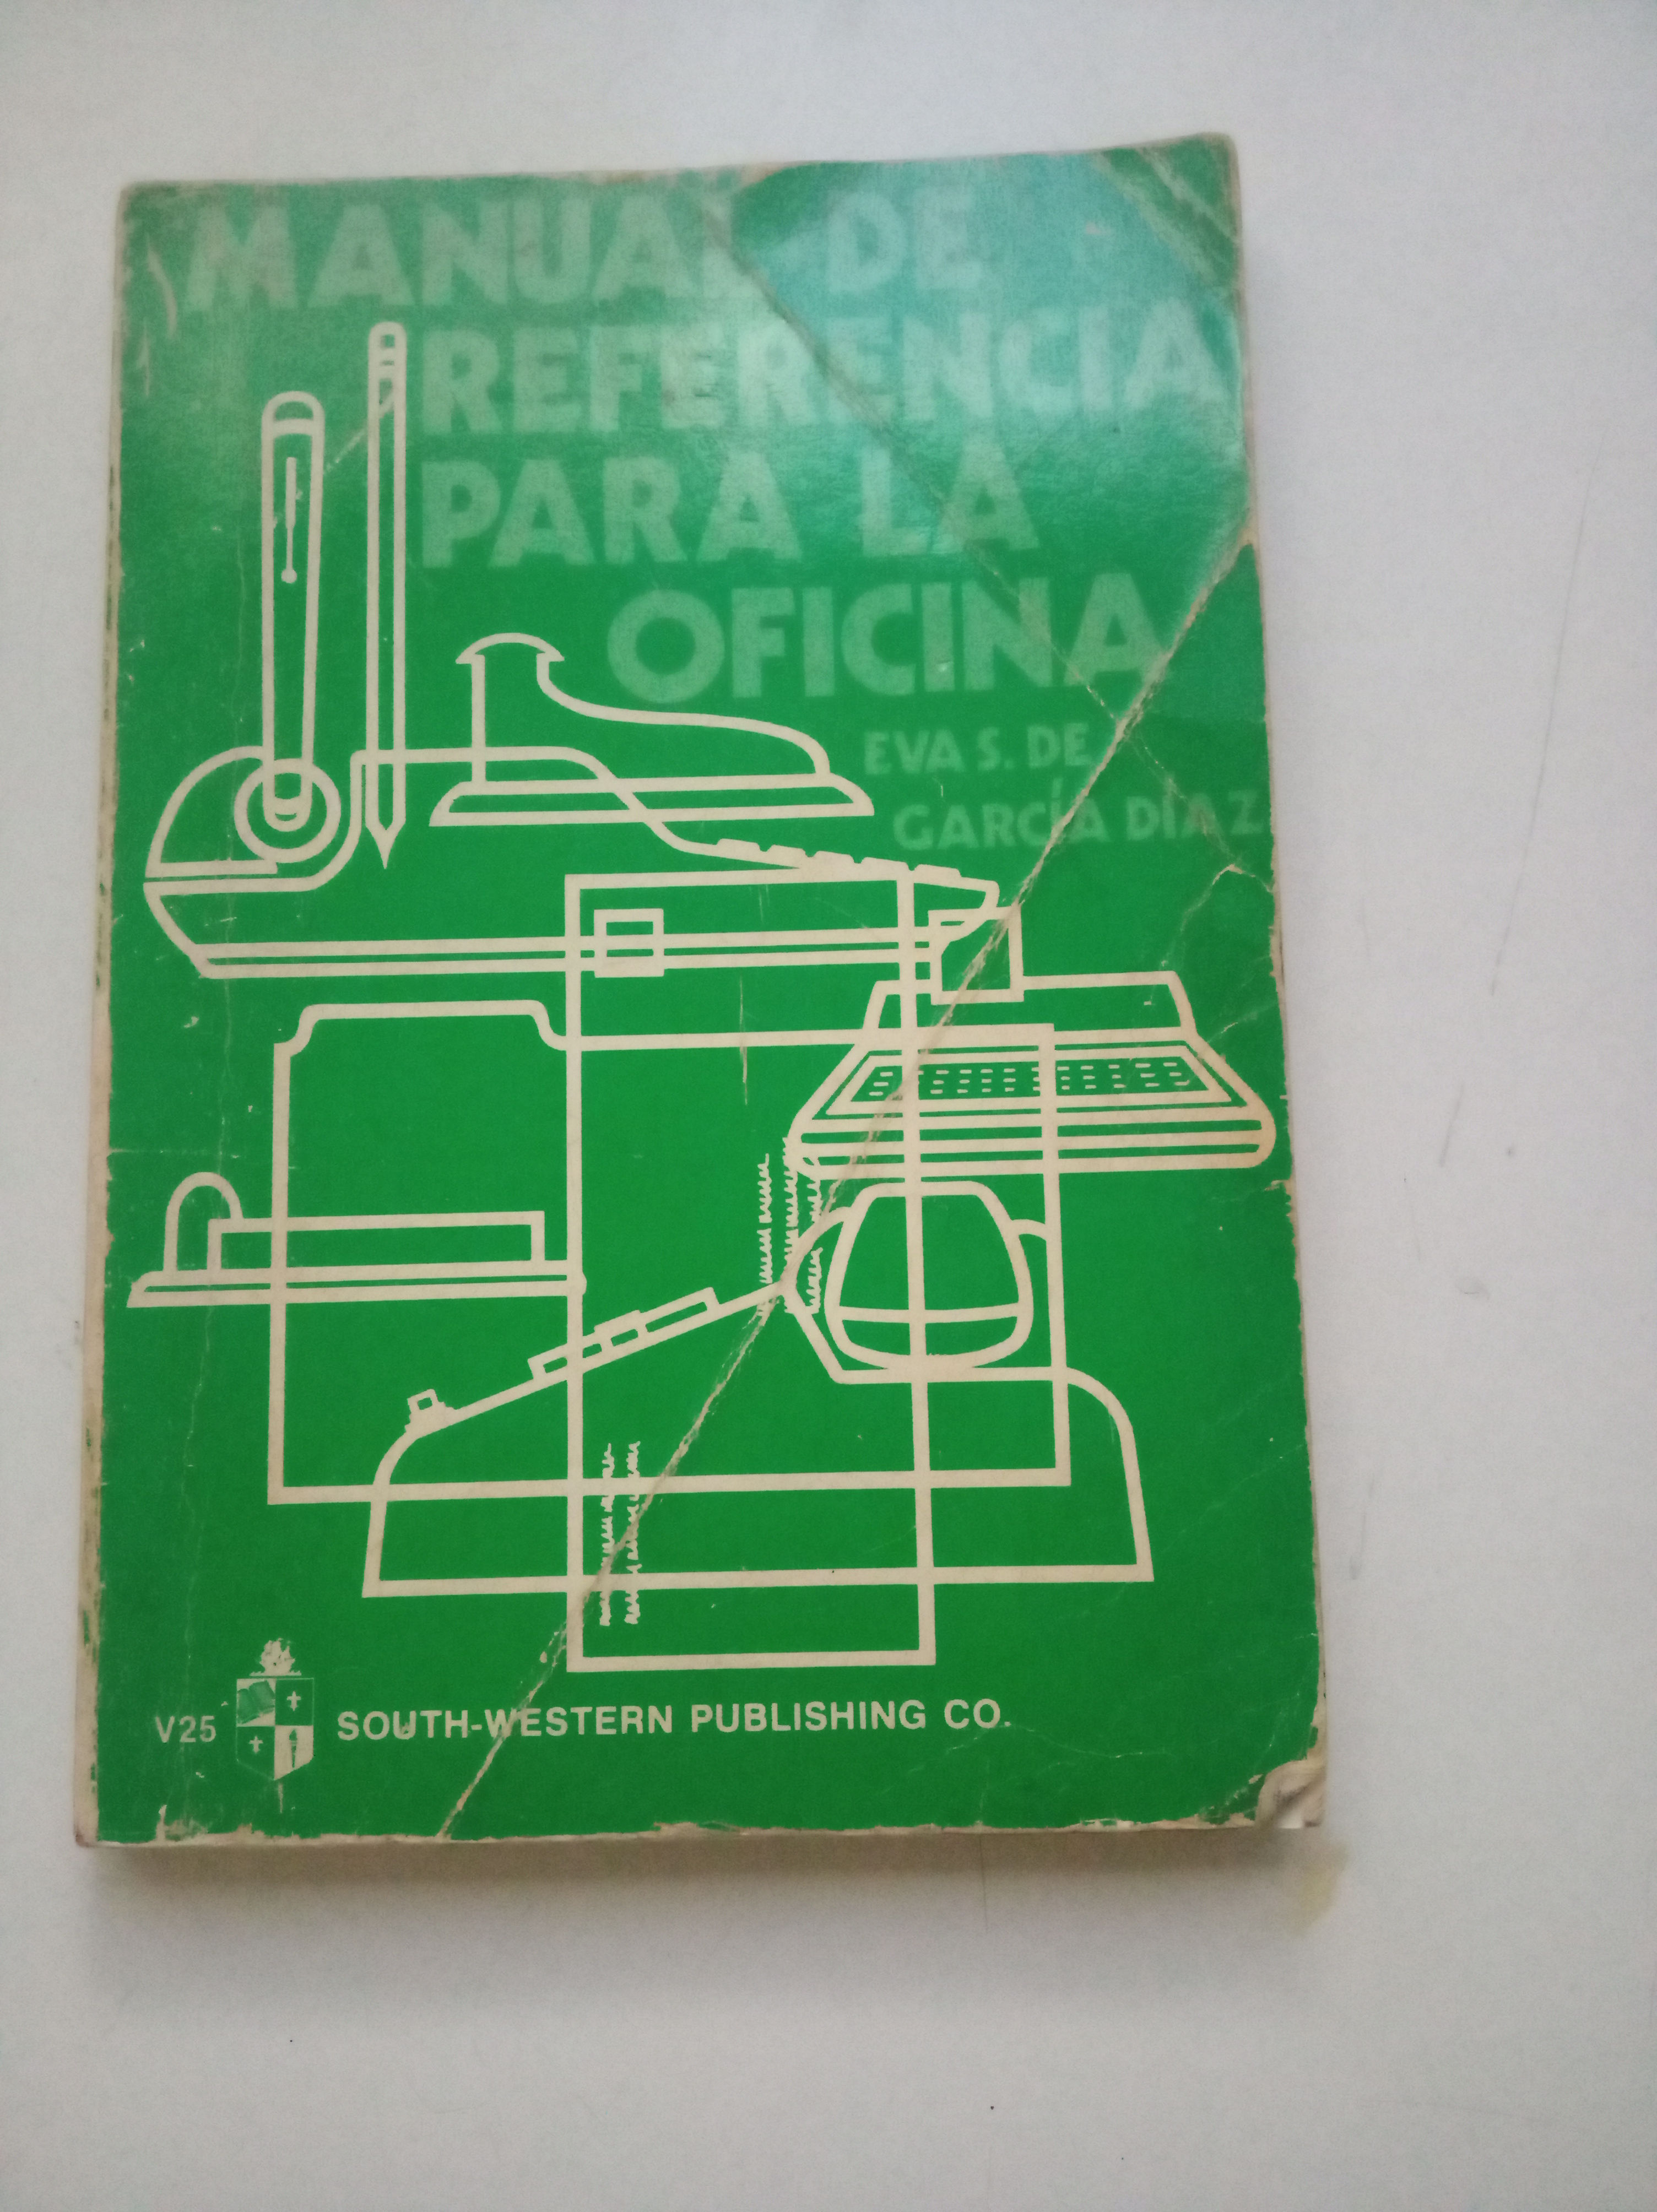 MANUAL DE
REFERENCIA
PARA LA
OFICINA
EVA S. DE
GARCÍA DÍAZ
V25 SOUTH-WESTERN PUBLISHING CO.